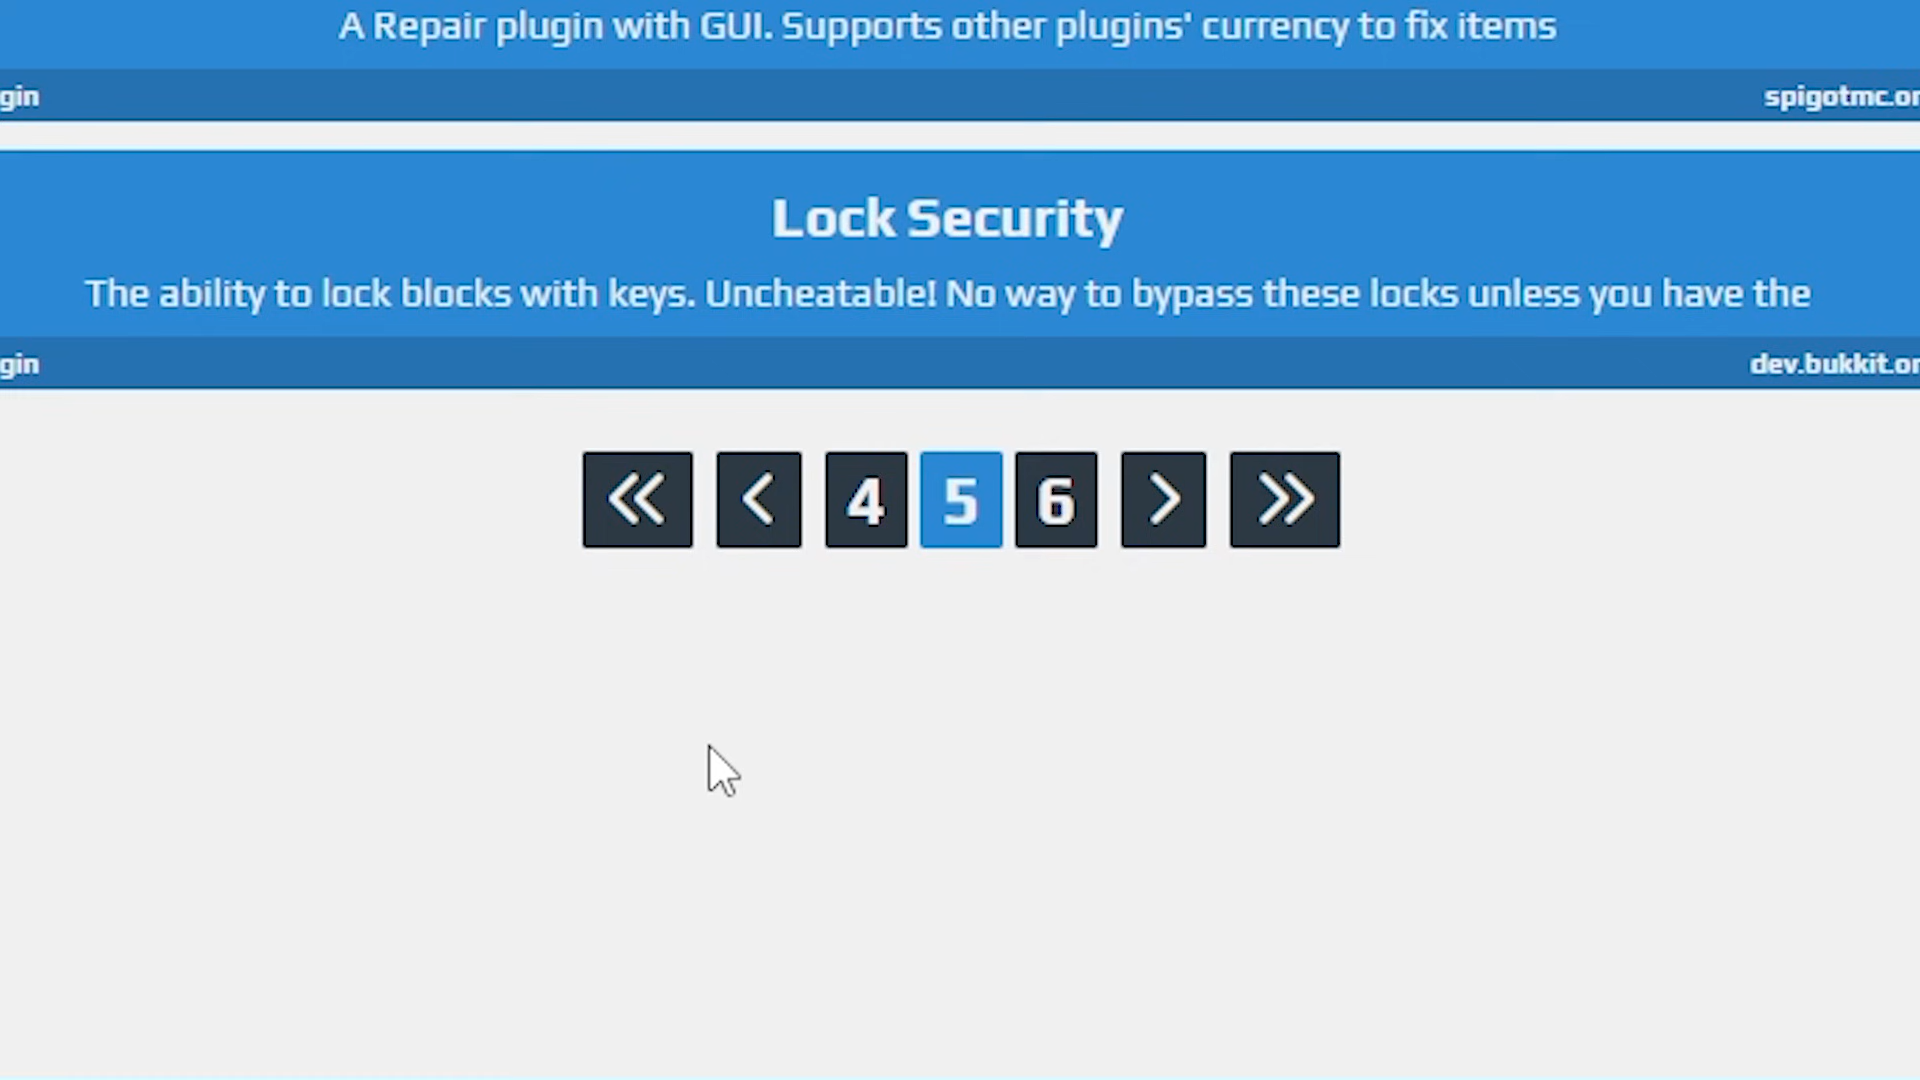 A Repair plugin with GUI. Supports other plugins' currency to fix items
gin spigotmc.or
Lock Security
The ability to lock blocks with keys. Uncheatable! No way to bypass these locks unless you have the
gin dev.bukkit.or
« < 4 5 6 > »